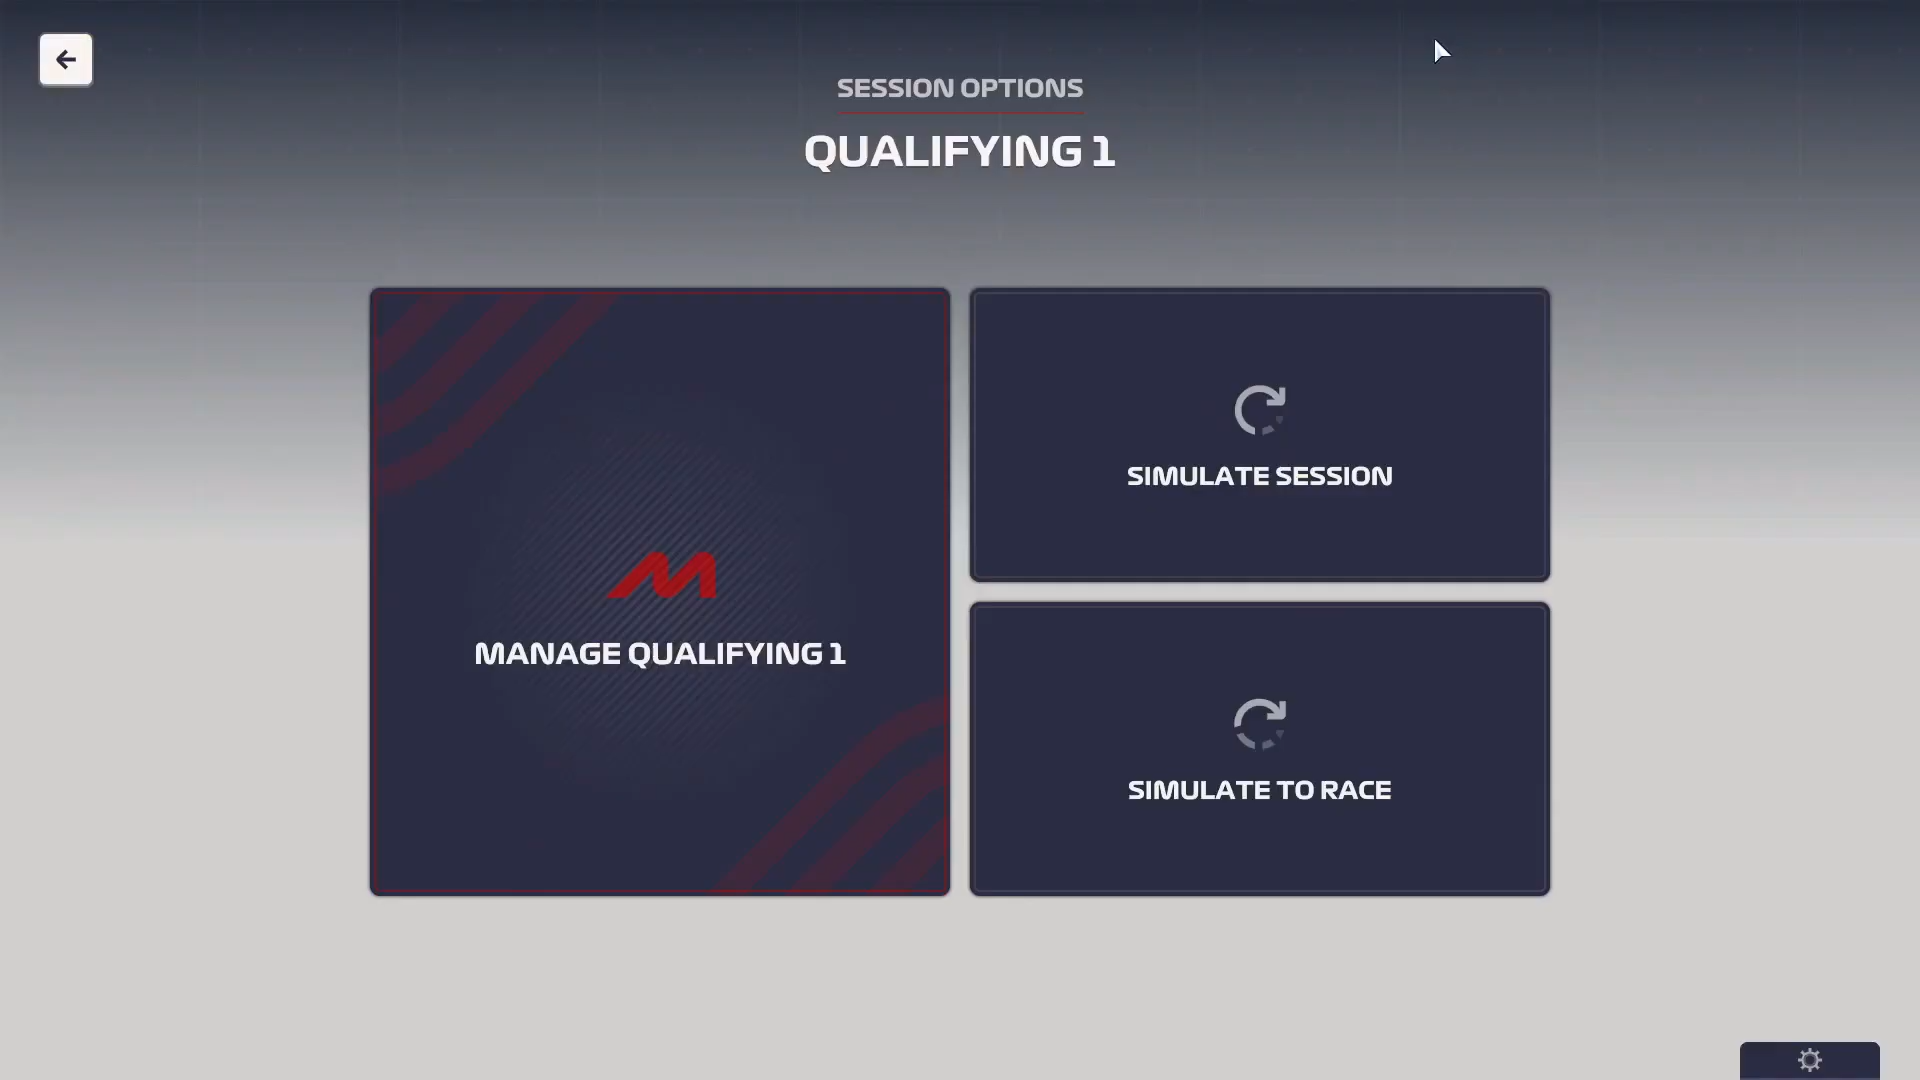 SESSION OPTIONS
QUALIFYING 1
MANAGE QUALIFYING 1
SIMULATE SESSION
SIMULATE TO RACE